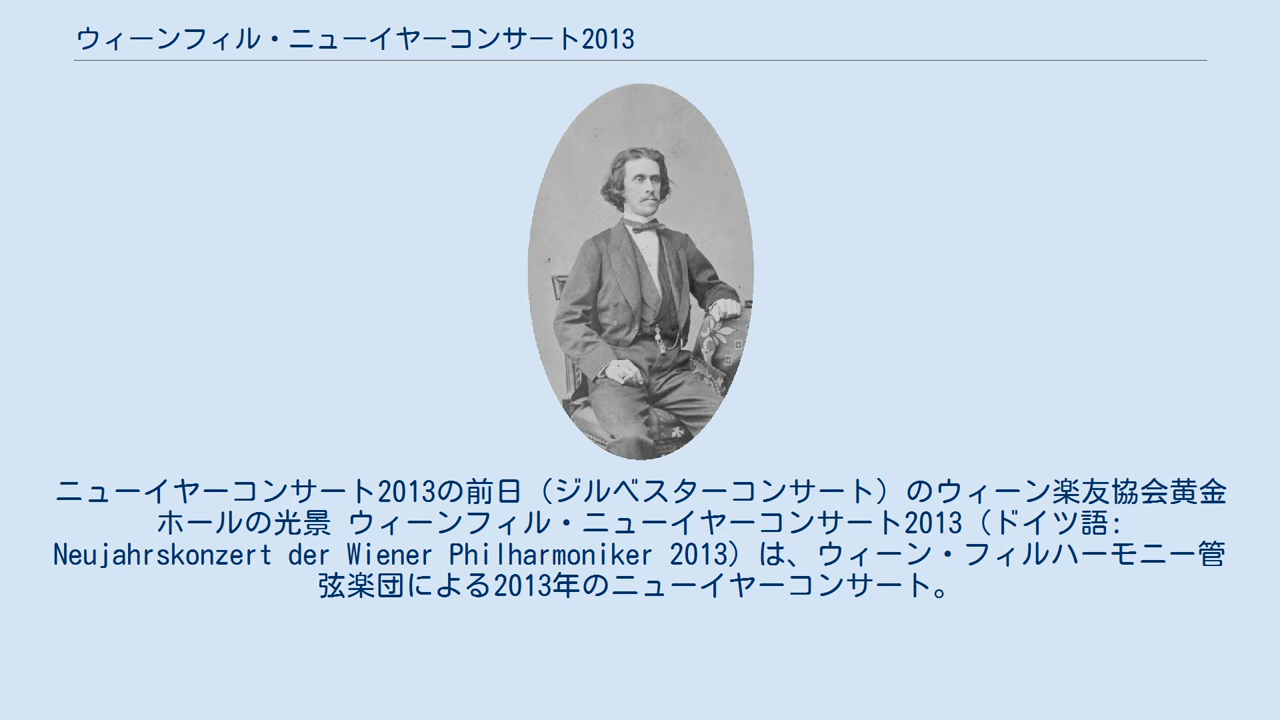 ウィーンフィル・ニューイヤーコンサート2013
ニューイヤーコンサート2013の前日（ジルベスターコンサート）のウィーン楽友協会黄金
ホールの光景 ウィーンフィル・ニューイヤーコンサート2013（ドイツ語:
Neujahrskonzert der Wiener Philharmoniker 2013）は、ウィーン・フィルハーモニー管
弦楽団による2013年のニューイヤーコンサート。